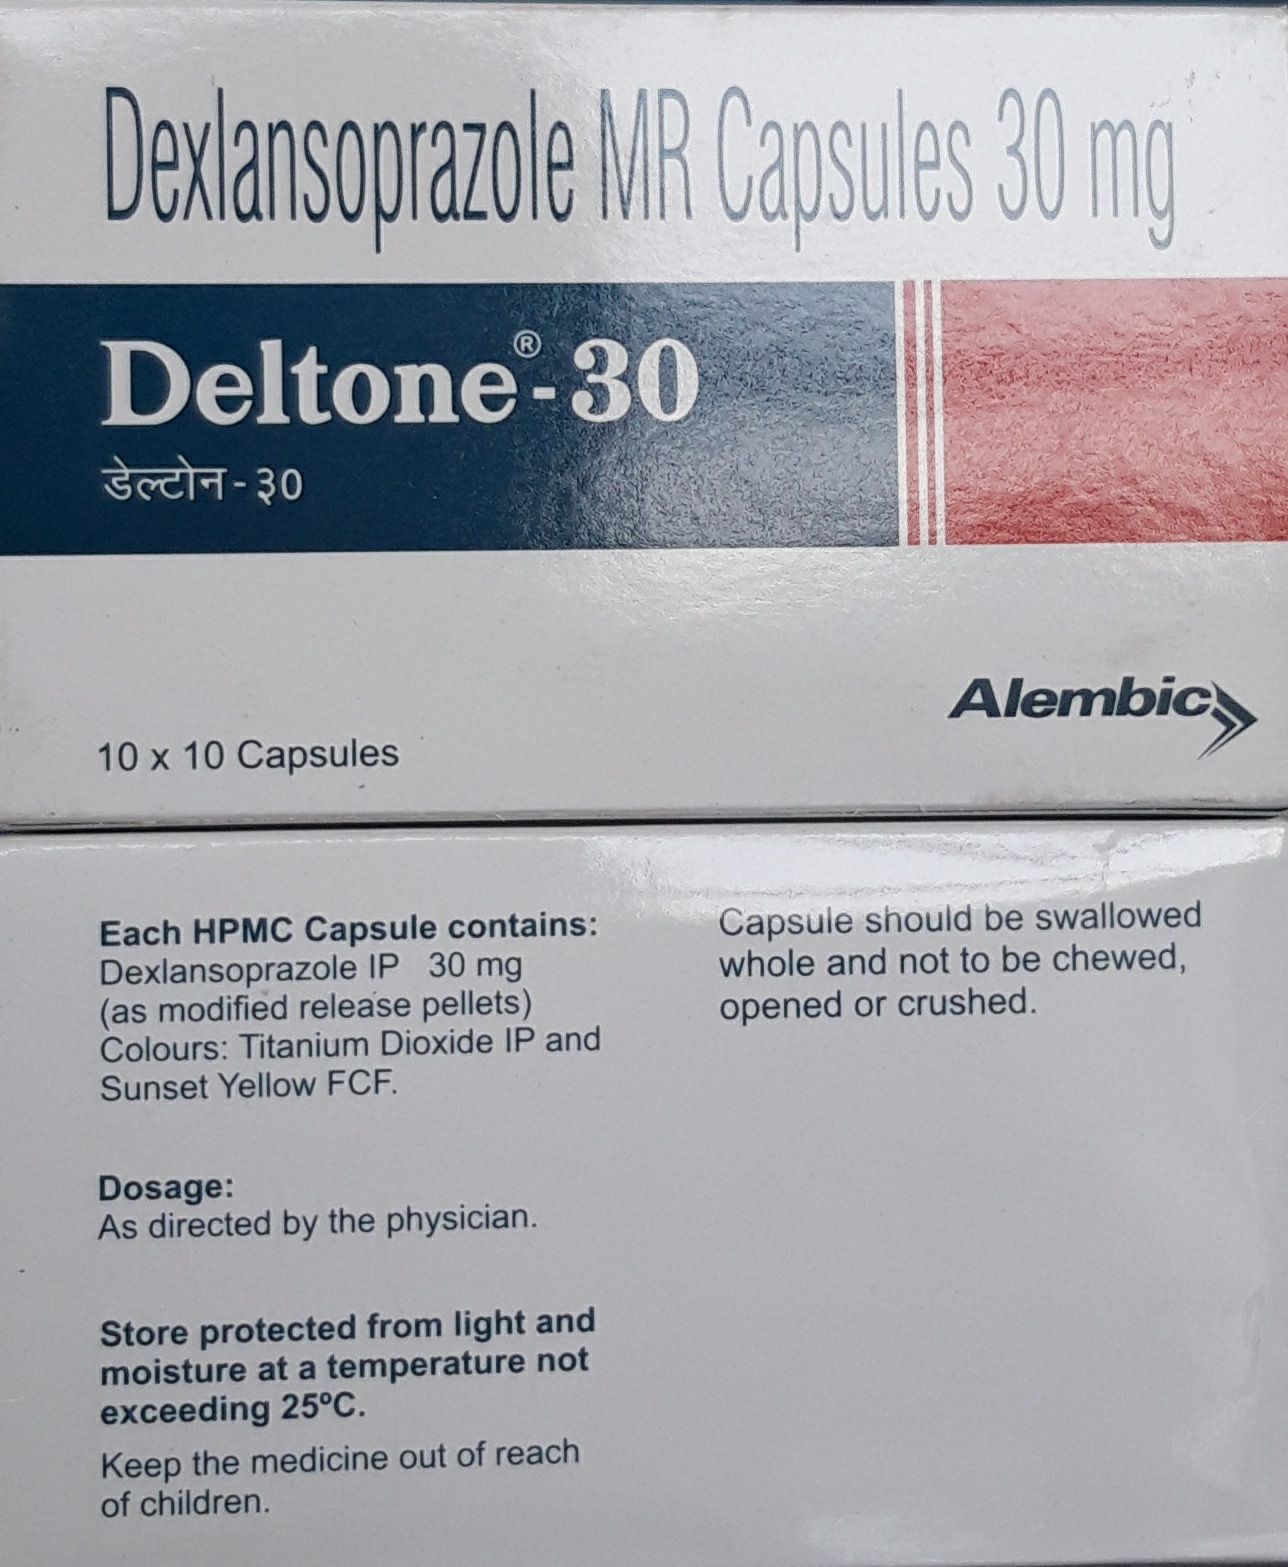 Dexlansoprazole MR Capsules 30 mg
Deltone®-30
डेल्टोन - ३०
Alembic
10 x 10 Capsules
Each HPMC Capsule contains:
Dexlansoprazole IP 30 mg
(as modified release pellets)
Colours: Titanium Dioxide IP and
Sunset Yellow FCF.
Dosage:
As directed by the physician.
Store protected from light and
moisture at a temperature not
exceeding 25ºC.
Keep the medicine out of reach
of children.
Capsule should be swallowed
whole and not to be chewed,
opened or crushed.